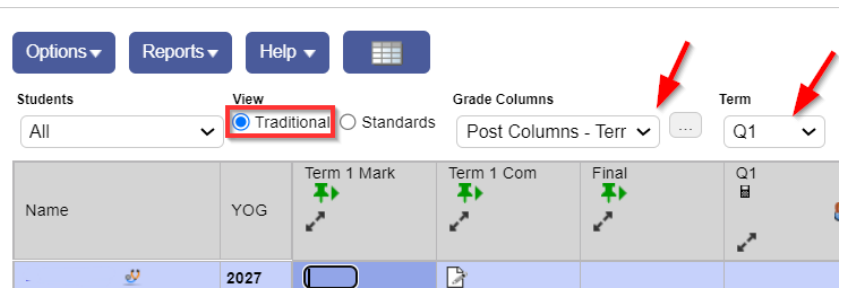 Options Reports Help
Students View Grade Columns Term
All Traditional Standards Post Columns - Terr ... Q1
Name YOG Term 1 Mark Term 1 Com Final Q1
- 2027